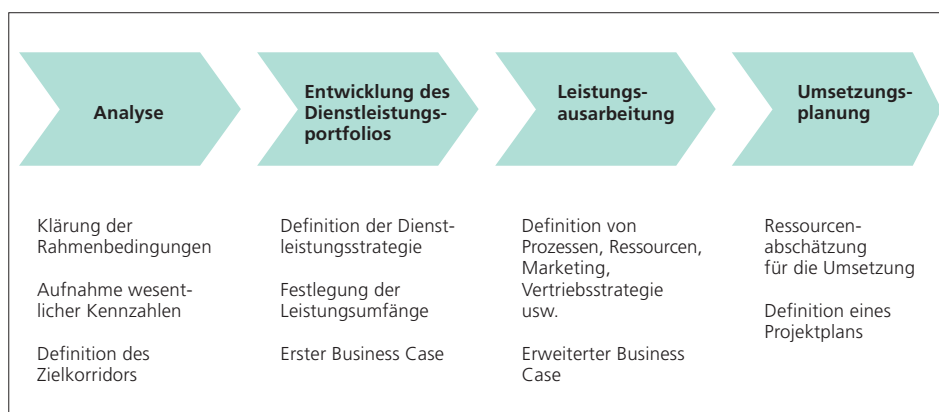 Analyse
Entwicklung des
Dienstleistungs-
portfolios
Leistungs-
ausarbeitung
Umsetzungs-
planung
Klärung der
Rahmenbedingungen
Aufnahme wesent-
licher Kennzahlen
Definition des
Zielkorridors
Definition der Dienst-
leistungsstrategie
Festlegung der
Leistungsumfänge
Erster Business Case
Definition von
Prozessen, Ressourcen,
Marketing,
Vertriebsstrategie
usw.
Erweiterter Business
Case
Ressourcen-
abschätzung
für die Umsetzung
Definition eines
Projektplans